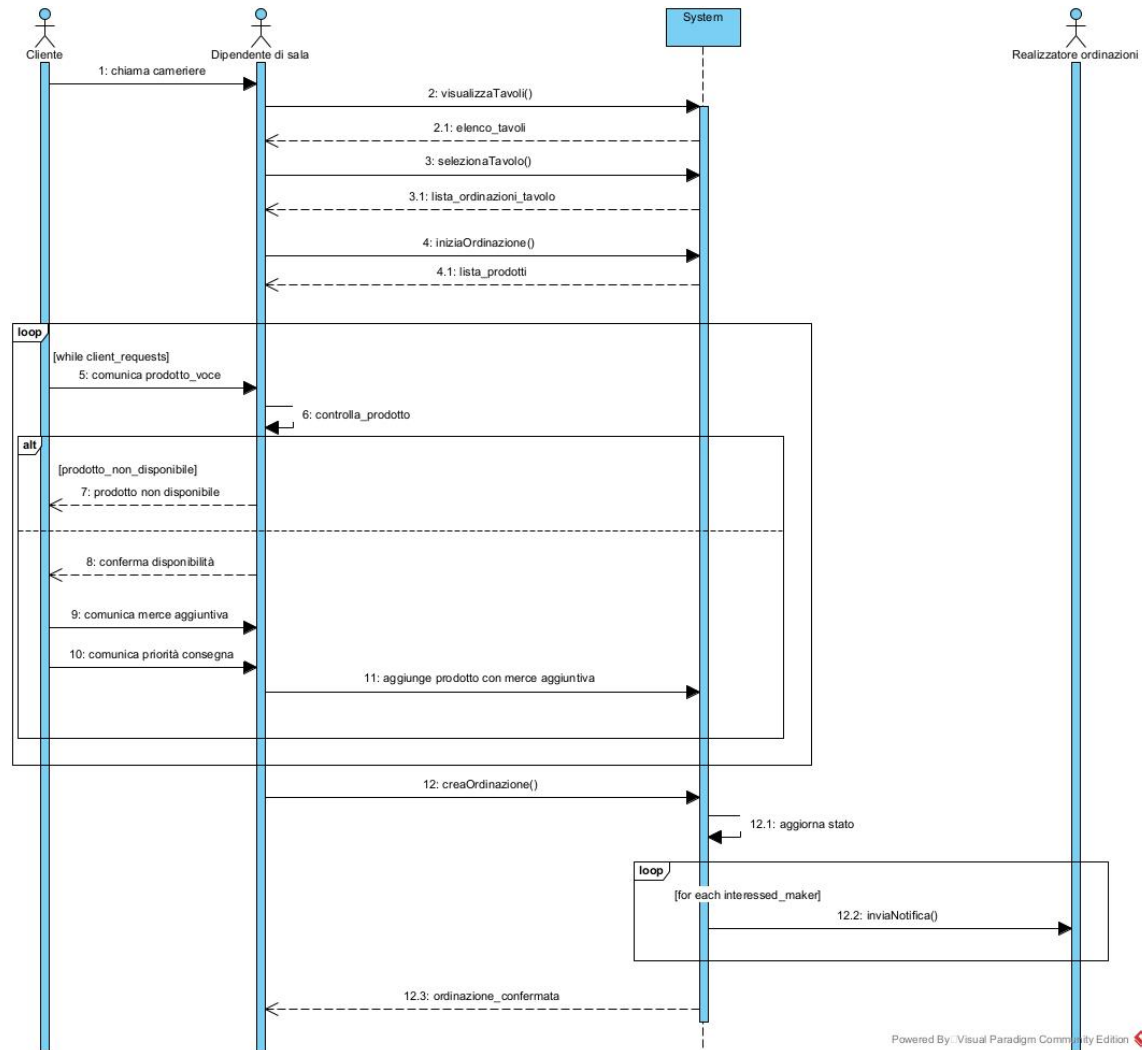 System
Cliente
Dipendente di sala
Realizzatore ordinazioni
1: chiama cameriere
2: visualizzaTavoli()
2.1: elenco_tavoli
3: selezionaTavolo()
3.1: lista_ordinazioni_tavolo
4: iniziaOrdinazione()
4.1: lista_prodotti
loop
[while client_requests]
5: comunica prodotto_voce
6: controlla_prodotto
alt
[prodotto_non_disponibile]
7: prodotto non disponibile
8: conferma disponibilità
9: comunica merce aggiuntiva
10: comunica priorità consegna
11: aggiunge prodotto con merce aggiuntiva
12: creaOrdinazione()
12.1: aggiorna stato
loop
[for each interessed_maker]
12.2: inviaNotifica()
12.3: ordinazione_confermata
Powered By Visual Paradigm Community Edition